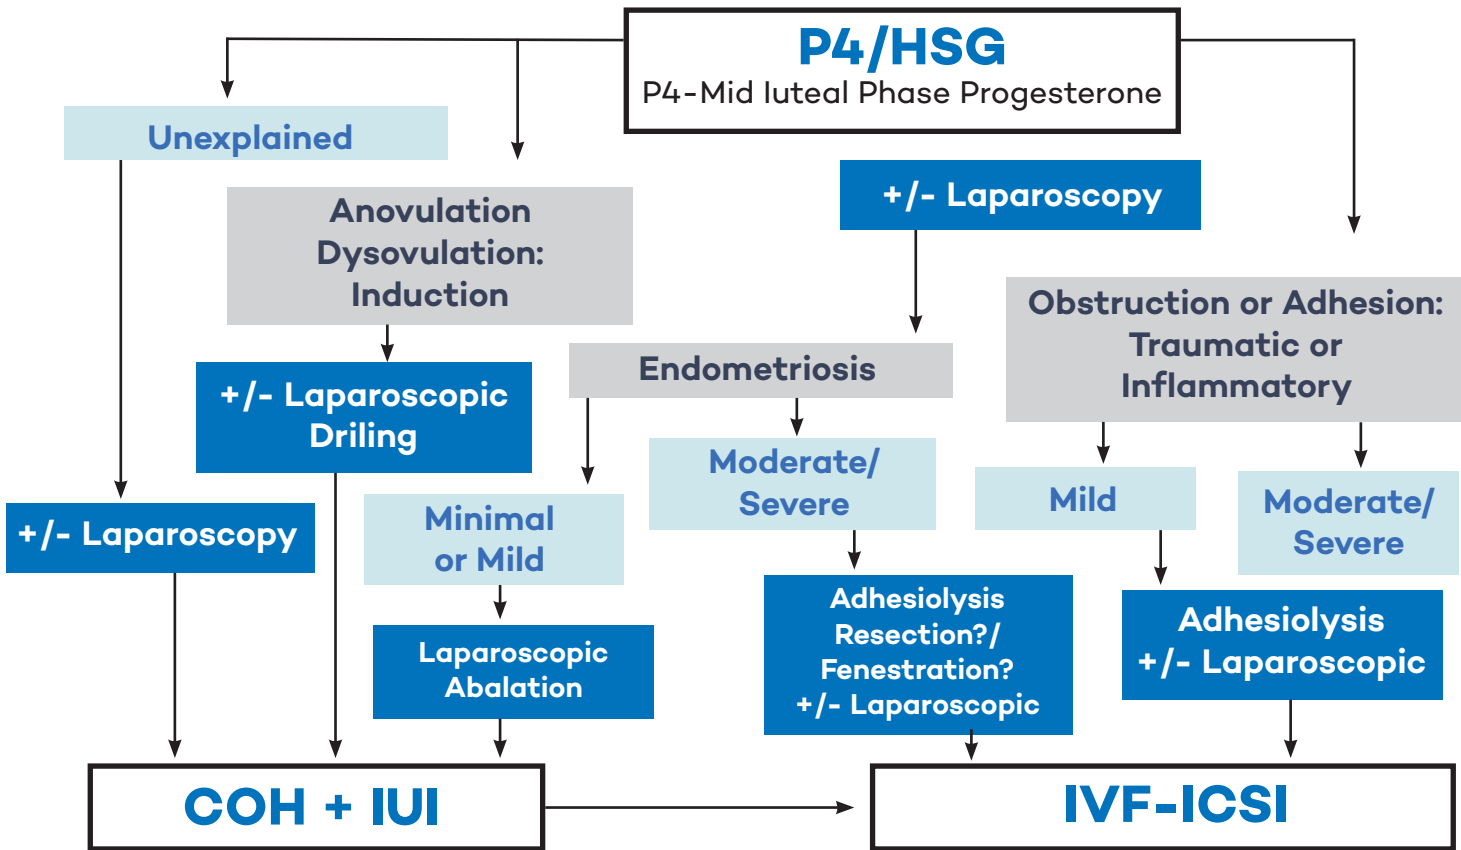 P4/HSG
P4-Mid luteal Phase Progesterone
Unexplained
+/- Laparoscopy
Anovulation
Dysovulation:
Induction
+/- Laparoscopic
Driling
+/- Laparoscopy
Endometriosis
Minimal
or Mild
Laparoscopic
Abalation
Moderate/
Severe
Adhesiolysis
Resection?/
Fenestration?
+/- Laparoscopic
Obstruction or Adhesion:
Traumatic or
Inflammatory
Mild
Adhesiolysis
+/- Laparoscopic
Moderate/
Severe
COH + IUI
IVF-ICSI